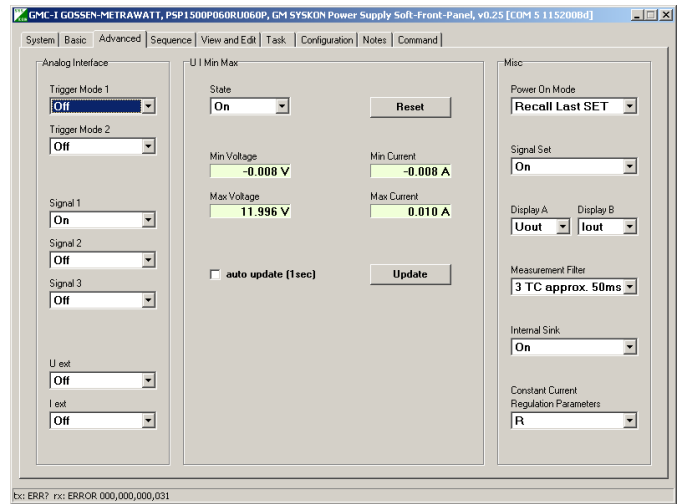 GMC-I GOSSEN-METRAWATT, PSP1500P060RU060P, GM SYSKON Power Supply Soft-Front-Panel, v0.25 [COM 5 115200Bd]
System Basic Advanced Sequence View and Edit Task Configuration Notes Command
Analog Interface
Trigger Mode 1
Off
Trigger Mode 2
Off
Signal 1
On
Signal 2
Off
Signal 3
Off
U ext
Off
I ext
Off
U I Min Max
State
On
Reset
Min Voltage
Min Current
-0.008 V
-0.008 A
Max Voltage
Max Current
11.996 V
0.010 A
auto update (1sec)
Update
Misc
Power On Mode
Recall Last SET
Signal Set
On
Display A
Display B
Uout
Iout
Measurement Filter
3 TC approx. 50ms
Internal Sink
On
Constant Current
Regulation Parameters
R
tx: ERR? rx: ERROR 000,000,000,031